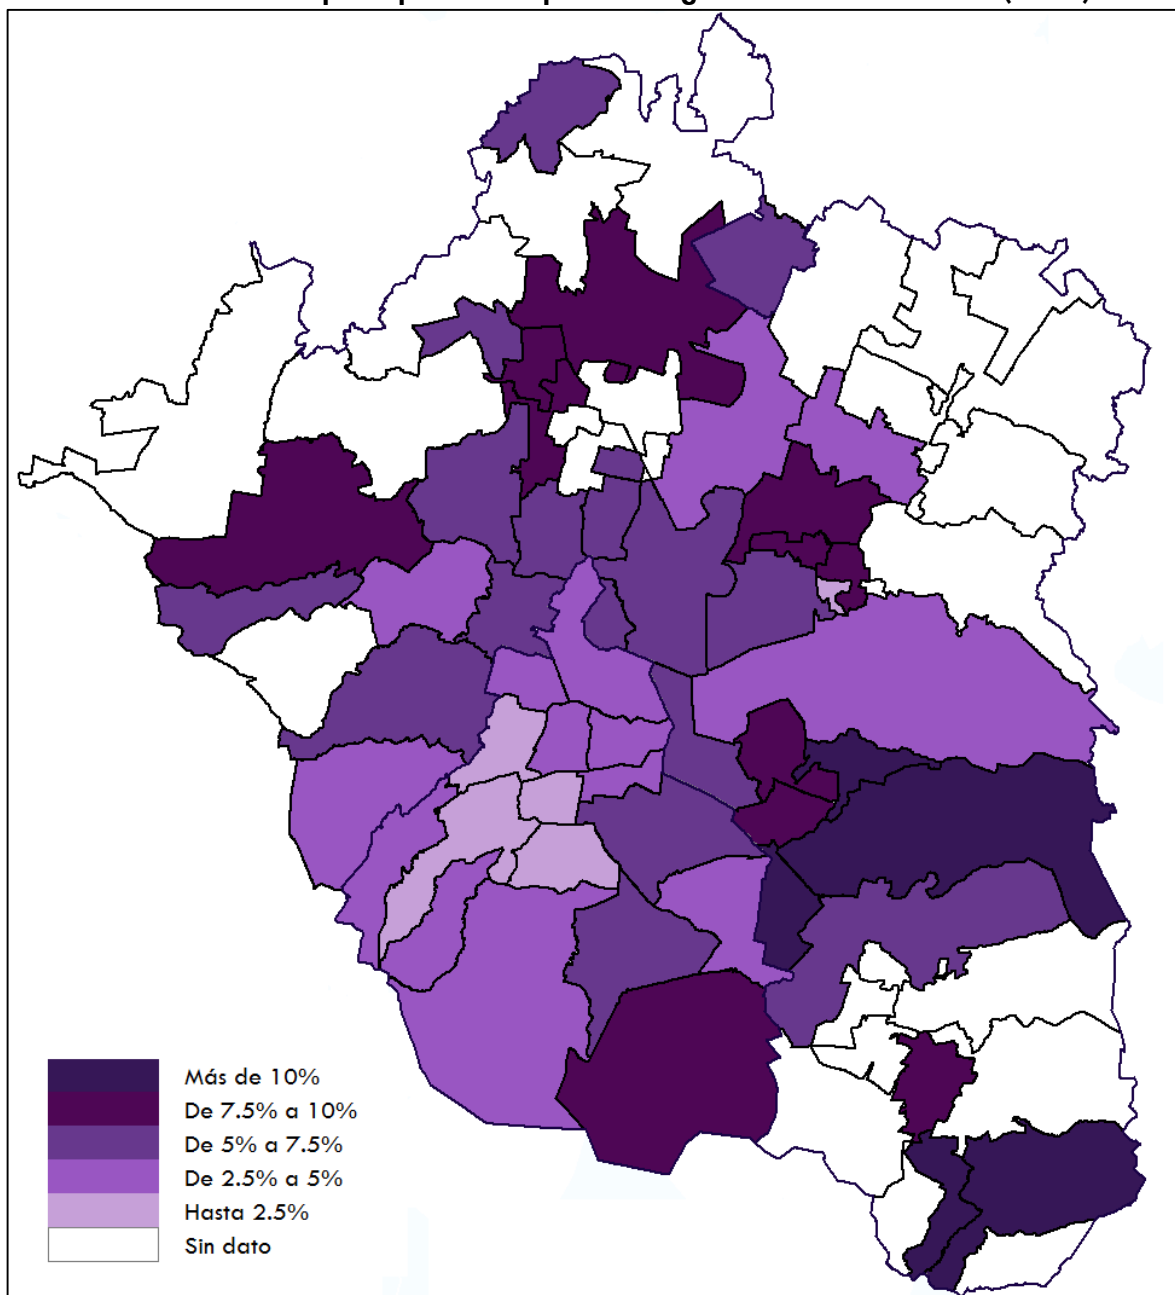 Más de 10%
De 7.5% a 10%
De 5% a 7.5%
De 2.5% a 5%
Hasta 2.5%
Sin dato